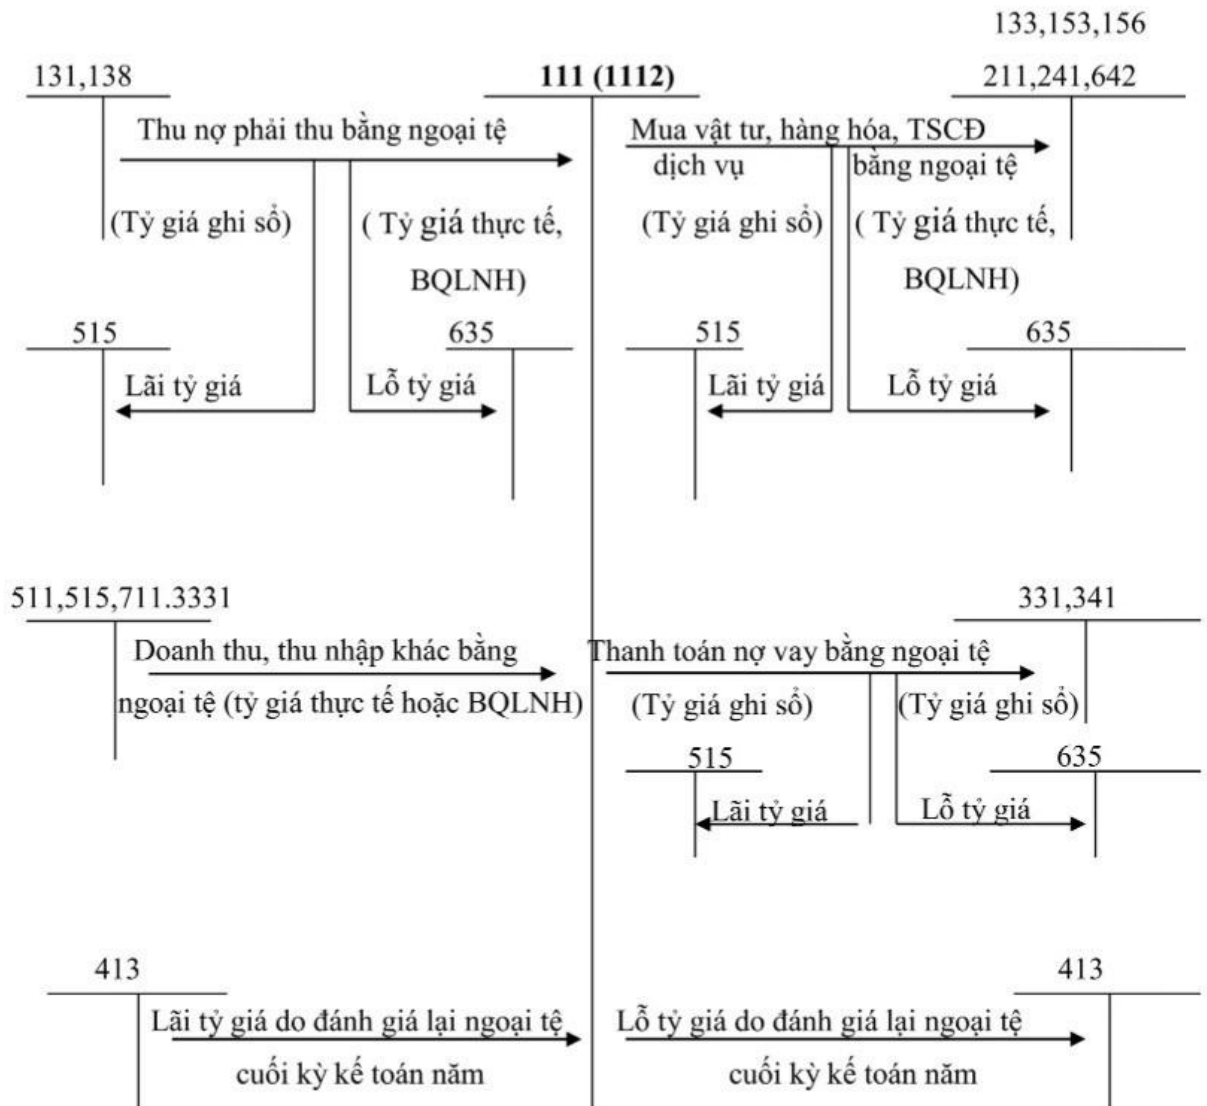 133,153,156
131,138
111 (1112)
211,241,642
Thu nợ phải thu bằng ngoại tệ
Mua vật tư, hàng hóa, TSCĐ
dịch vụ
bằng ngoại tệ
(Tỷ giá ghi sổ)
( Tỷ giá thực tế,
BQLNH)
(Tỷ giá ghi sổ)
( Tỷ giá thực tế,
BQLNH)
515
635
515
635
Lãi tỷ giá
Lỗ tỷ giá
Lãi tỷ giá
Lỗ tỷ giá
511,515,711.3331
331,341
Doanh thu, thu nhập khác bằng
ngoại tệ (tỷ giá thực tế hoặc BQLNH)
Thanh toán nợ vay bằng ngoại tệ
(Tỷ giá ghi sổ)
(Tỷ giá ghi sổ)
515
635
Lãi tỷ giá
Lỗ tỷ giá
413
413
Lãi tỷ giá do đánh giá lại ngoại tệ
cuối kỳ kế toán năm
Lỗ tỷ giá do đánh giá lại ngoại tệ
cuối kỳ kế toán năm